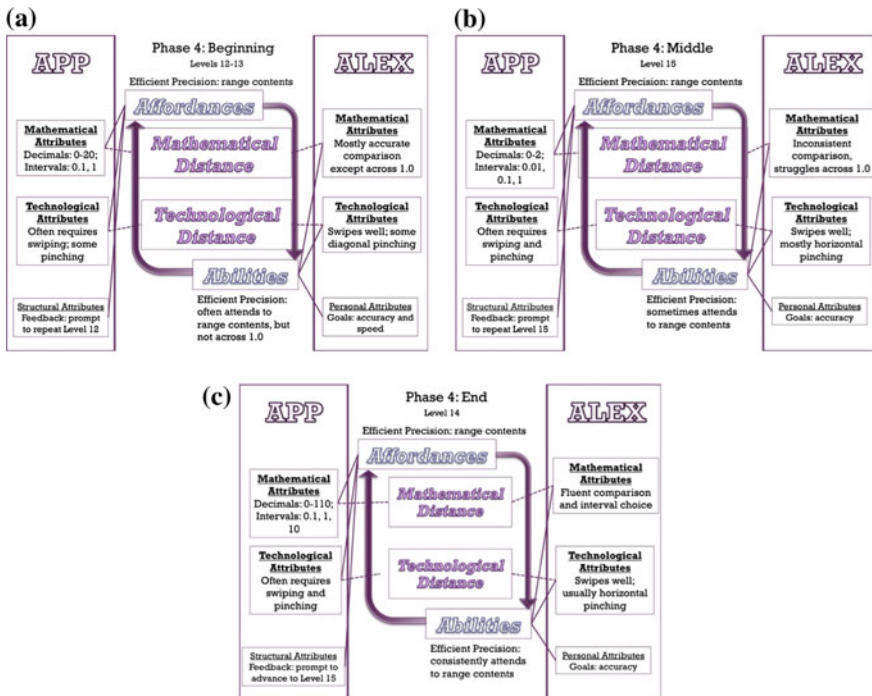 (a)
APP
Phase 4: Beginning
Levels 12-13
Efficient Precision: range contents
Affordances
ALEX
Mathematical
Attributes
Decimals: 0-20;
Intervals: 0.1, 1
Mathematical
Distance
Mathematical
Attributes
Mostly accurate
comparison
except across 1.0
Technological
Attributes
Often requires
swiping; some
pinching
Technological
Distance
Technological
Attributes
Swipes well; some
diagonal pinching
Abilities
Structural Attributes
Feedback: prompt
to repeat Level 12
Efficient Precision:
often attends to
range contents, but
not across 1.0
Personal Attributes
Goals: accuracy and
speed
(b)
APP
Phase 4: Middle
Level 15
Efficient Precision: range contents
Affordances
ALEX
Mathematical
Attributes
Decimals: 0-2;
Intervals: 0.01,
0.1, 1
Mathematical
Distance
Mathematical
Attributes
Inconsistent
comparison,
struggles across 1.0
Technological
Attributes
Often requires
swiping and
pinching
Technological
Distance
Technological
Attributes
Swipes well;
mostly horizontal
pinching
Abilities
Structural Attributes
Feedback: prompt
to repeat Level 15
Efficient Precision:
sometimes attends
to range contents
Personal Attributes
Goals: accuracy
(c)
APP
Phase 4: End
Level 14
Efficient Precision: range contents
Affordances
ALEX
Mathematical
Attributes
Decimals: 0-110;
Intervals: 0.1, 1,
10
Mathematical
Distance
Mathematical
Attributes
Fluent comparison
and interval choice
Technological
Attributes
Often requires
swiping and
pinching
Technological
Distance
Technological
Attributes
Swipes well;
usually horizontal
pinching
Abilities
Structural Attributes
Feedback: prompt to
advance to Level 15
Efficient Precision:
consistently attends
to range contents
Personal Attributes
Goals: accuracy